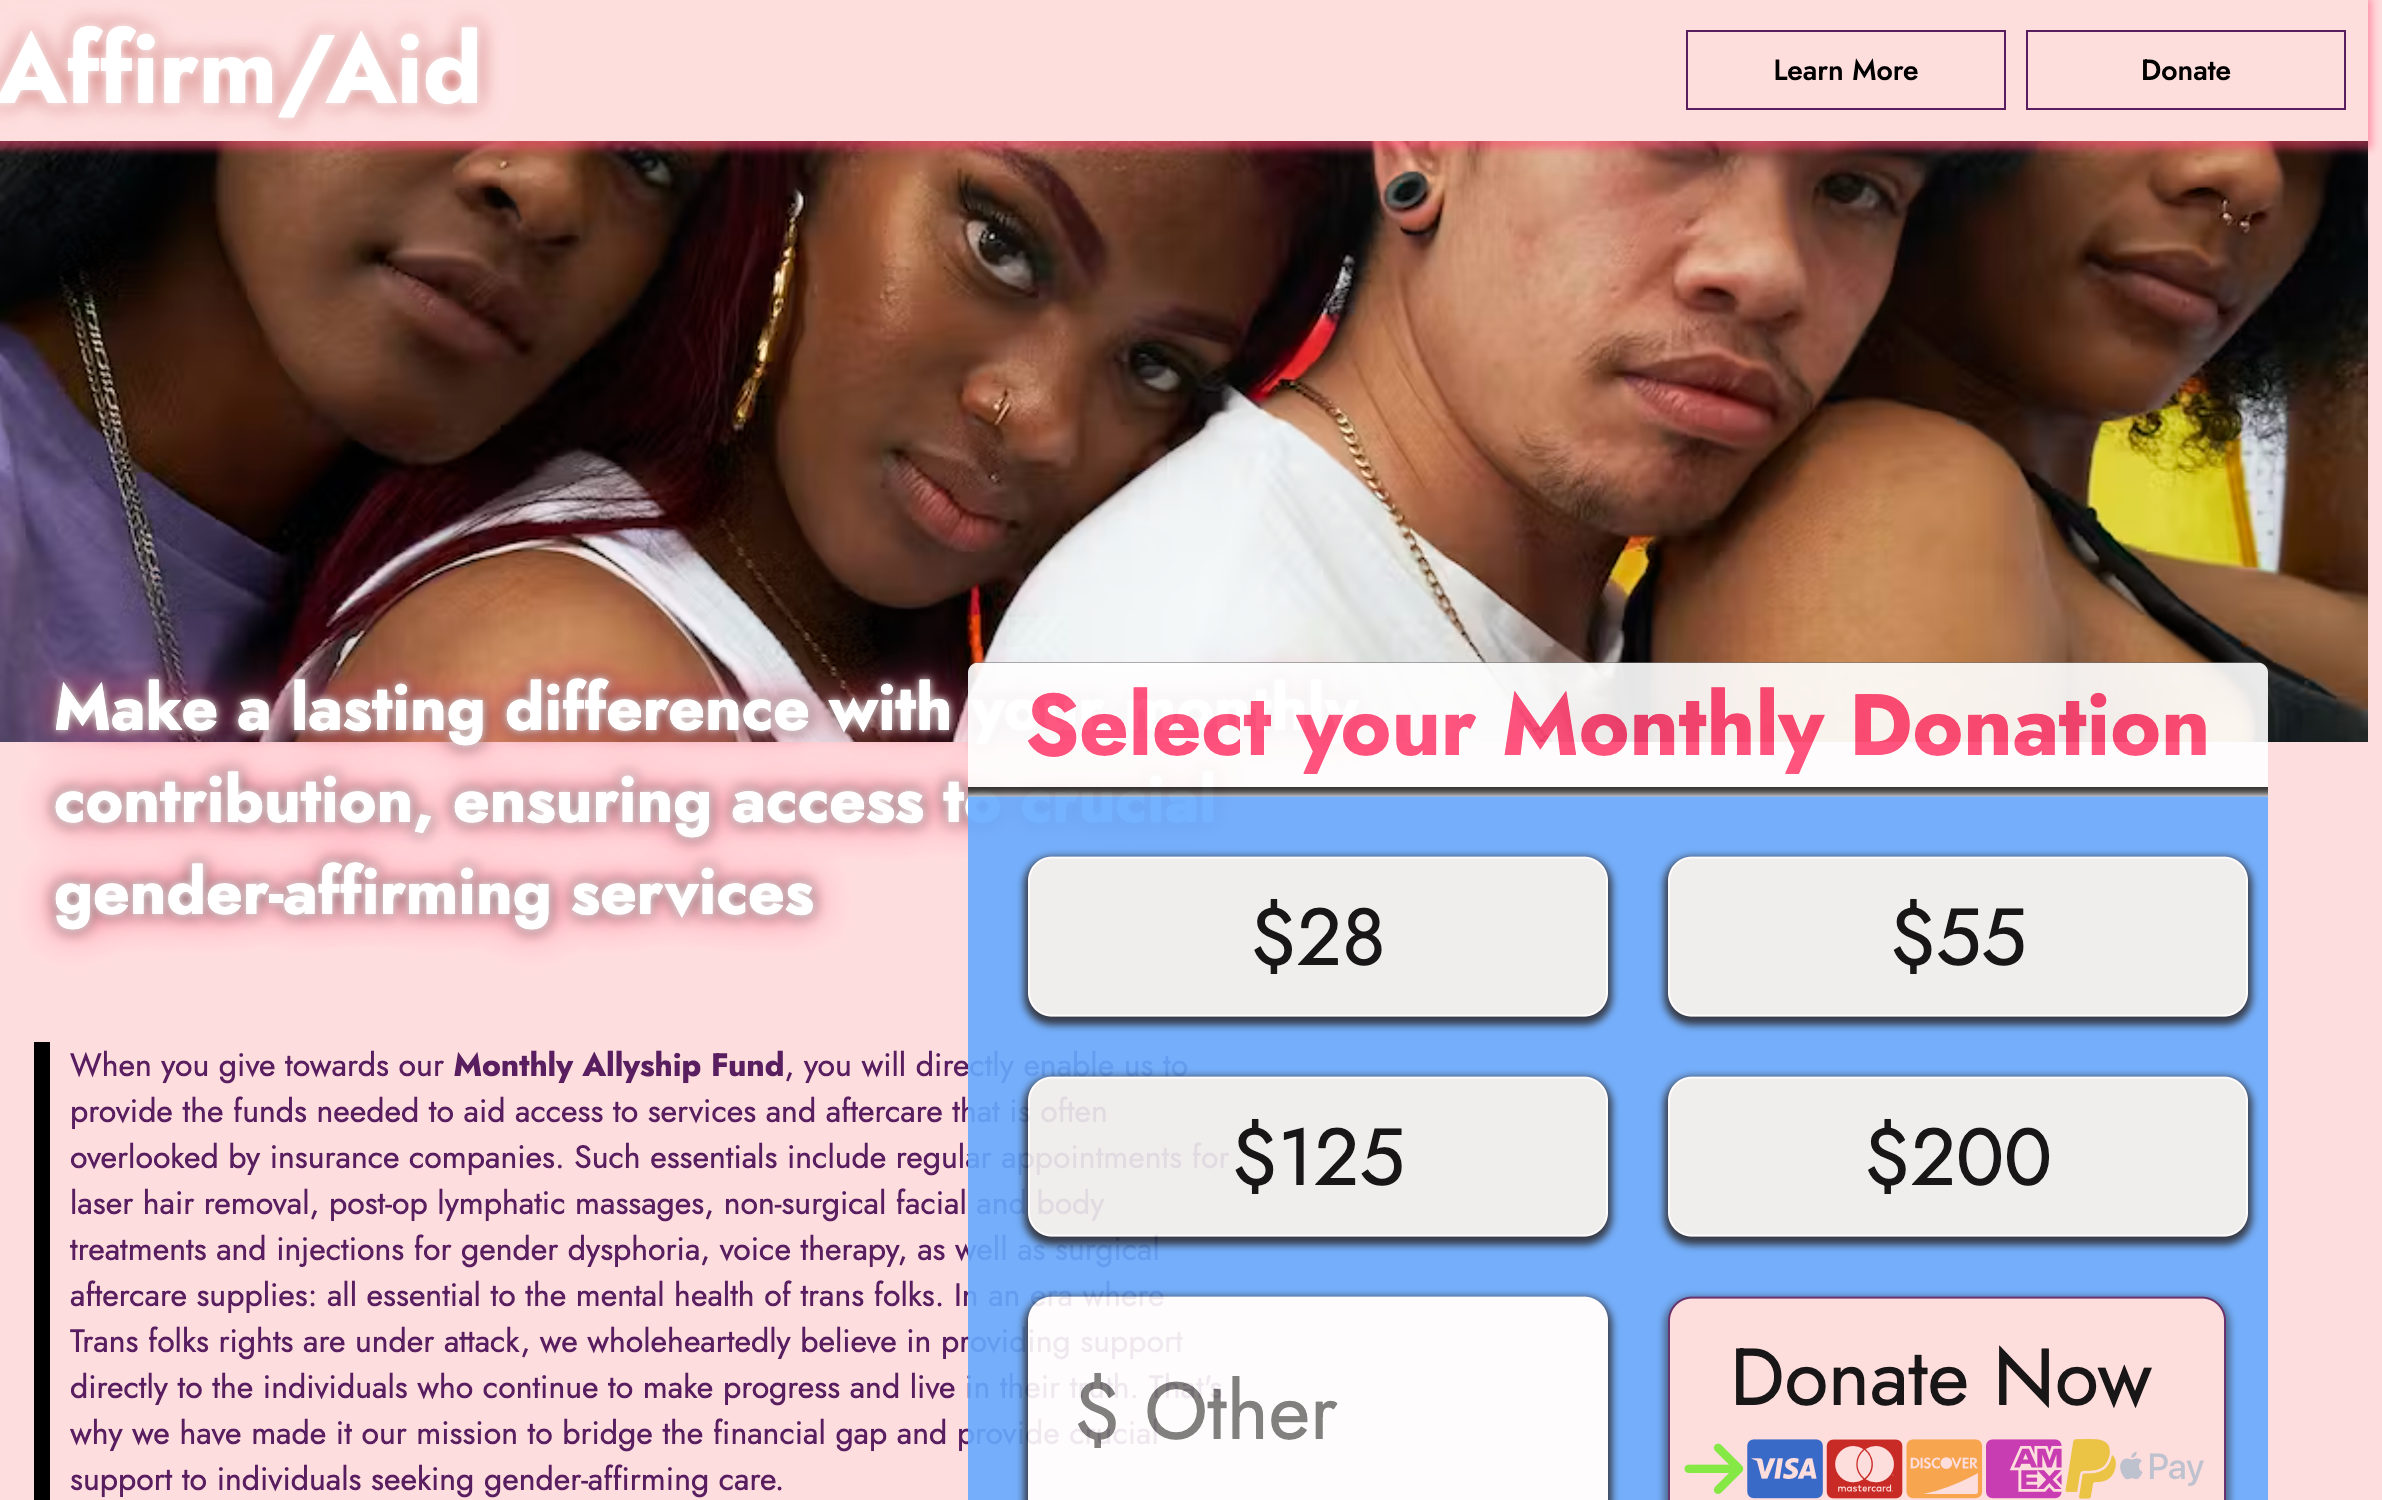 Affirm/Aid
Learn More
Donate
Make a lasting difference with your monthly
contribution, ensuring access to crucial
gender-affirming services
Select your Monthly Donation
$28
$55
$125
$200
$ Other
Donate Now
VISA
mastercard
DISCOVER
AM
EX
Pay
When you give towards our Monthly Allyship Fund, you will directly enable us to
provide the funds needed to aid access to services and aftercare that is often
overlooked by insurance companies. Such essentials include regular appointments for
laser hair removal, post-op lymphatic massages, non-surgical facial and body
treatments and injections for gender dysphoria, voice therapy, as well as surgical
aftercare supplies: all essential to the mental health of trans folks. In an era where
Trans folks rights are under attack, we wholeheartedly believe in providing support
directly to the individuals who continue to make progress and live in their truth. That's
why we have made it our mission to bridge the financial gap and provide crucial
support to individuals seeking gender-affirming care.